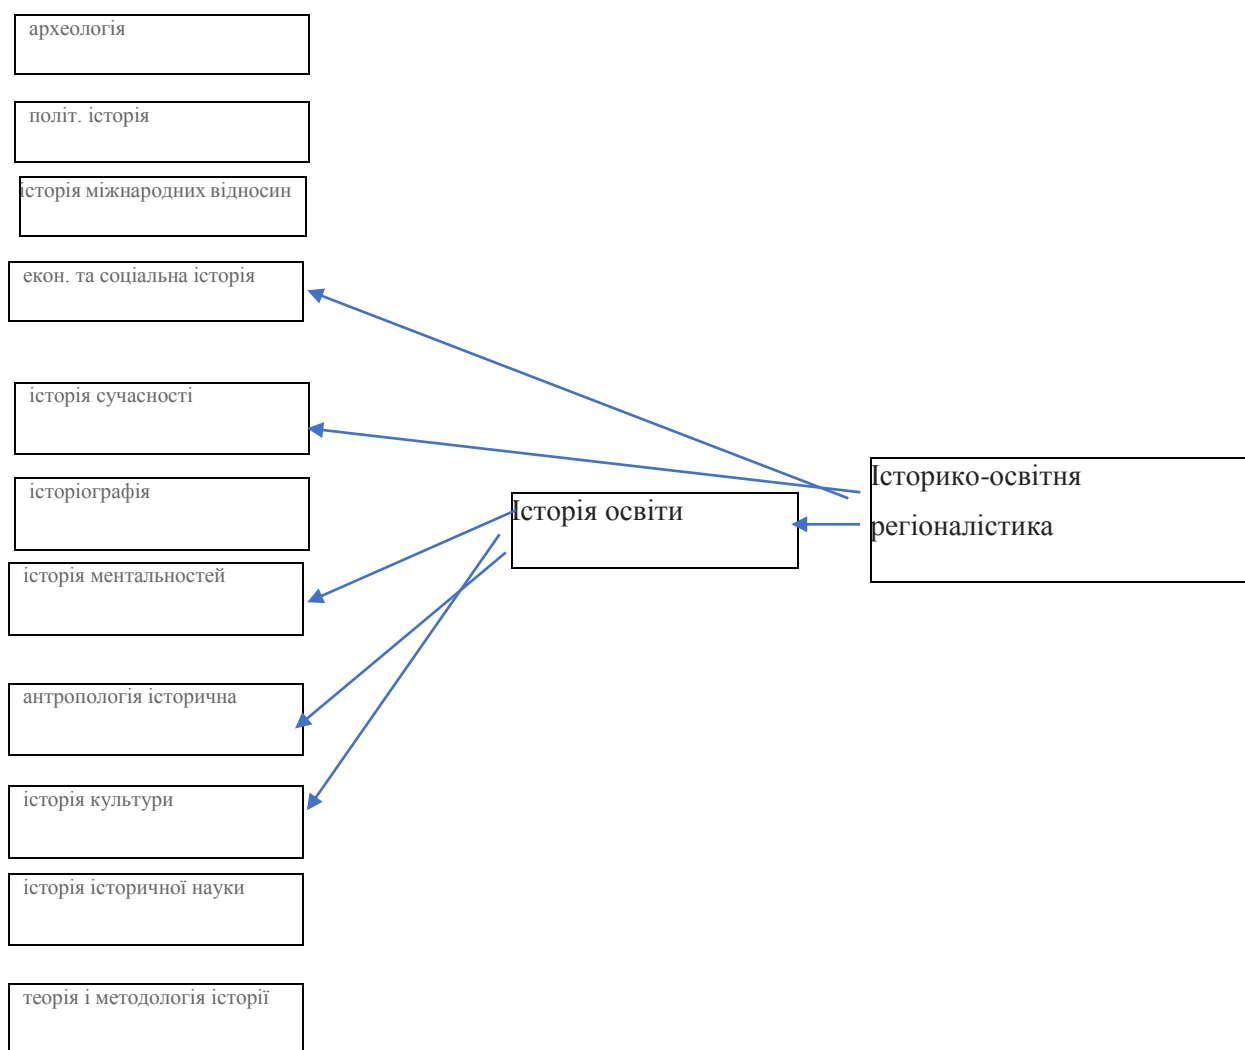 археологія
політ. історія
історія міжнародних відносин
екон. та соціальна історія
історія сучасності
історіографія
історія ментальностей
антропологія історична
історія культури
історія історичної науки
теорія і методологія історії
Історія освіти
Історико-освітня
регіоналістика